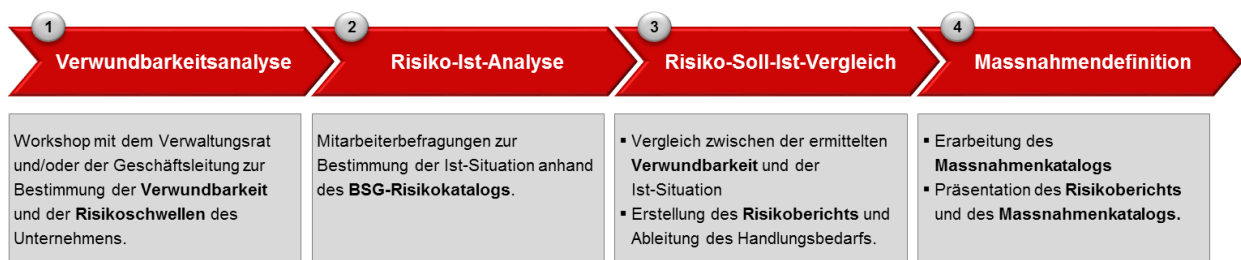 1
Verwundbarkeitsanalyse
Workshop mit dem Verwaltungsrat
und/oder der Geschäftsleitung zur
Bestimmung der Verwundbarkeit
und der Risikoschwellen des
Unternehmens.
2
Risiko-Ist-Analyse
Mitarbeiterbefragungen zur
Bestimmung der Ist-Situation anhand
des BSG-Risikokatalogs.
3
Risiko-Soll-Ist-Vergleich
▪ Vergleich zwischen der ermittelten
Verwundbarkeit und der
Ist-Situation
▪ Erstellung des Risikoberichts und
Ableitung des Handlungsbedarfs.
4
Massnahmendefinition
▪ Erarbeitung des
Massnahmenkatalogs
▪ Präsentation des Risikoberichts
und des Massnahmenkatalogs.